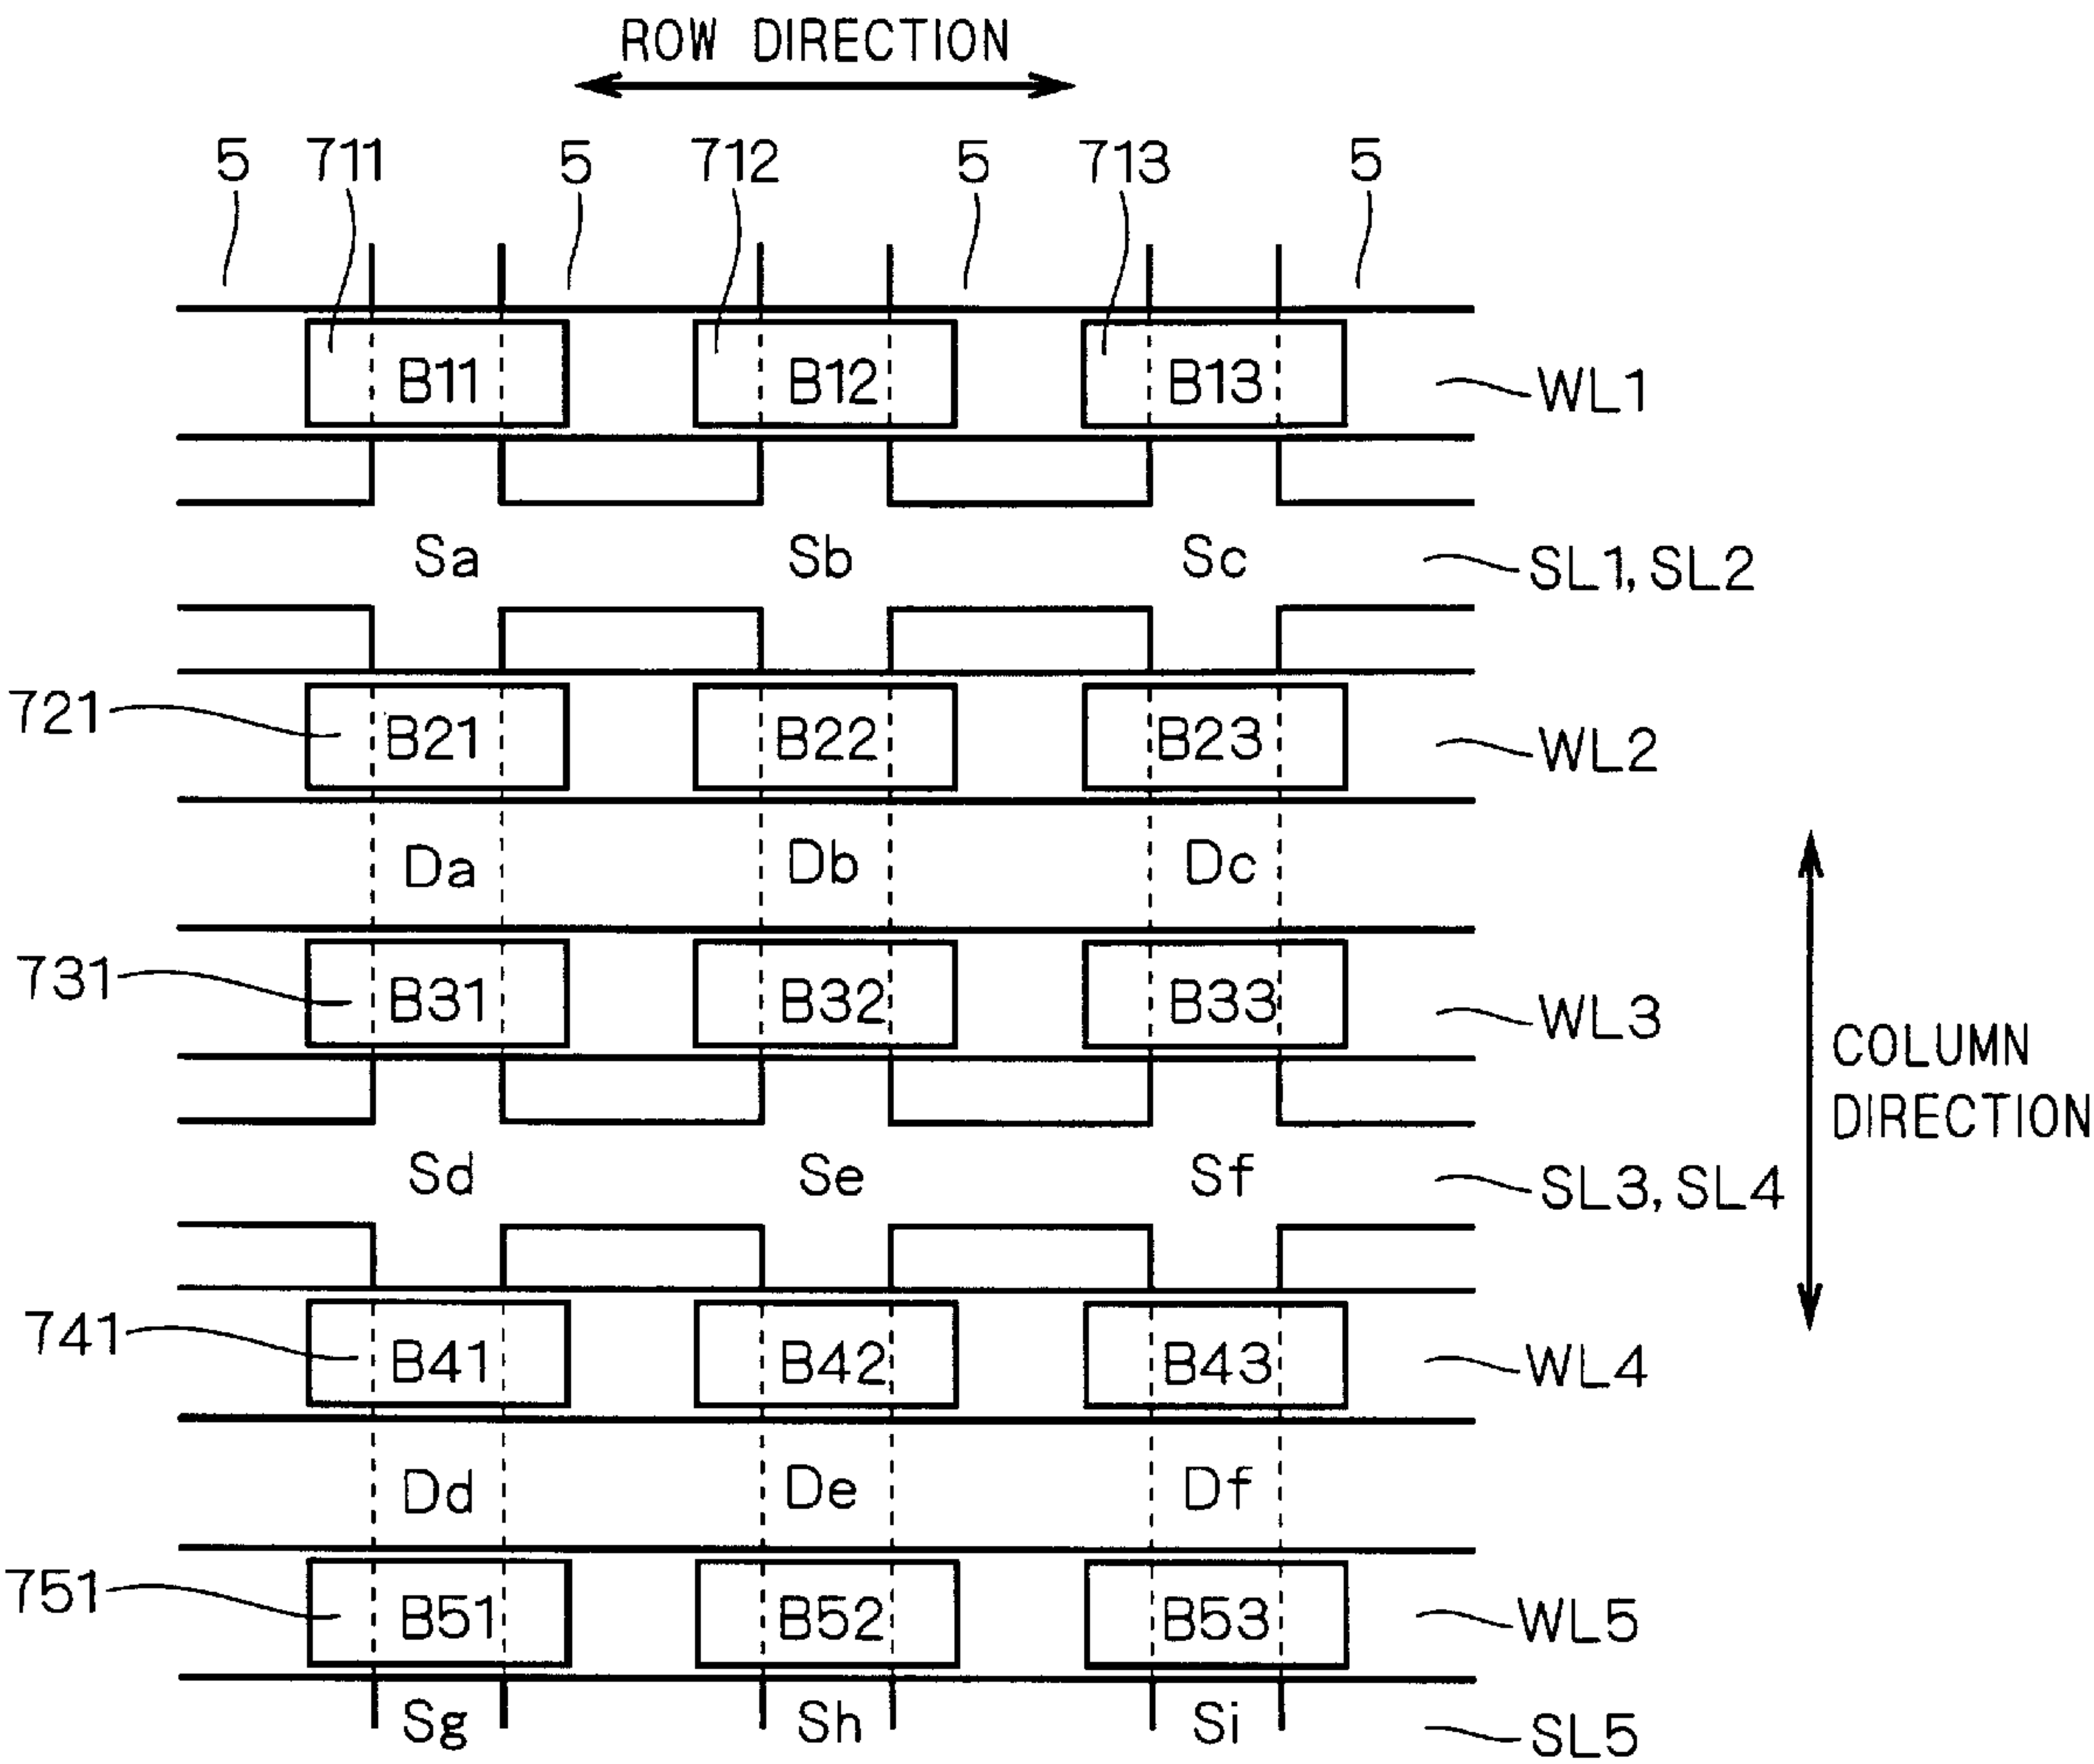 ROW DIRECTION
5 711 5 712 5 713 5
B11 B12 B13 WL1
Sa Sb Sc SL1, SL2
721 B21 B22 B23 WL2
Da Db Dc
731 B31 B32 B33 WL3
COLUMN
DIRECTION
Sd Se Sf SL3, SL4
741 B41 B42 B43 WL4
Dd De Df
751 B51 B52 B53 WL5
Sg Sh Si SL5